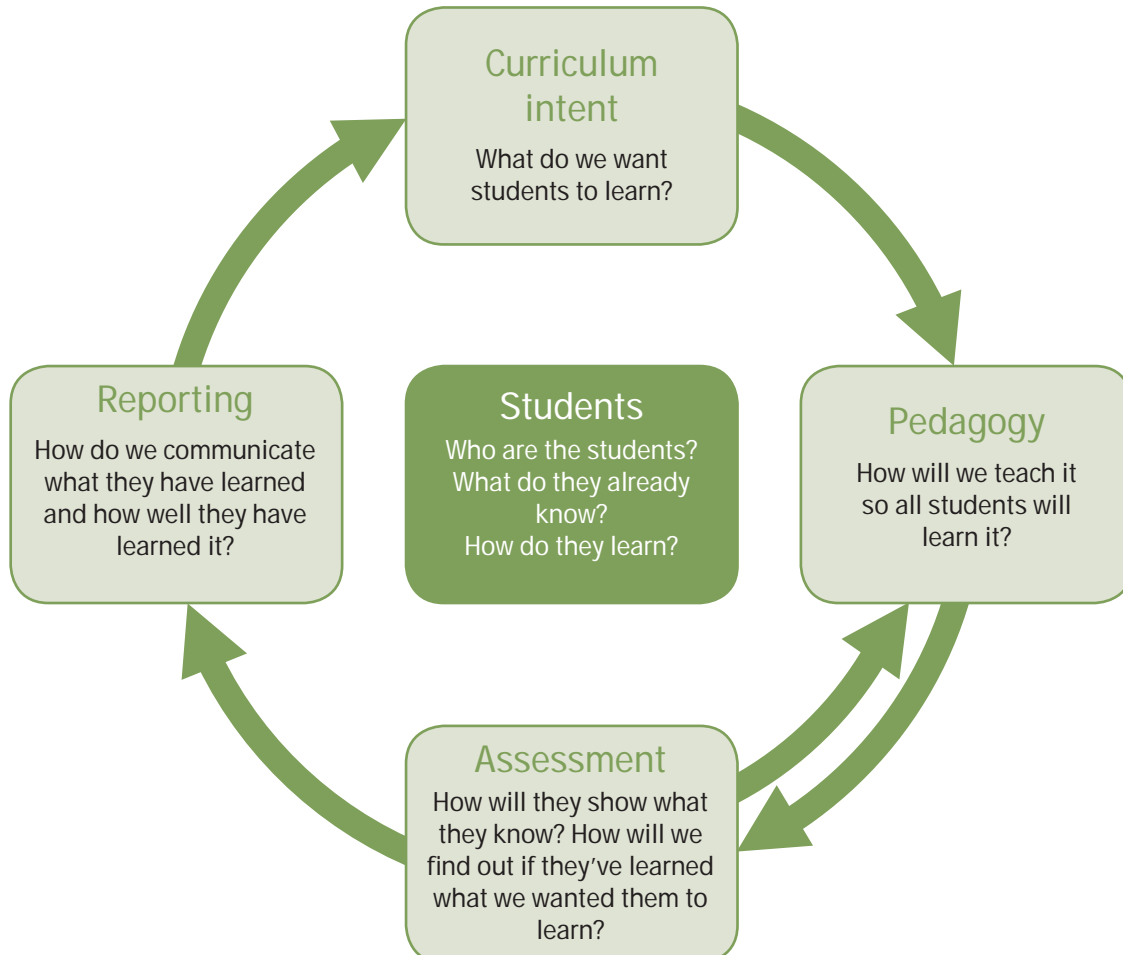 Curriculum
intent
What do we want
students to learn?
Reporting
How do we communicate
what they have learned
and how well they have
learned it?
Students
Who are the students?
What do they already
know?
How do they learn?
Pedagogy
How will we teach it
so all students will
learn it?
Assessment
How will they show what
they know? How will we
find out if they’ve learned
what we wanted them to
learn?